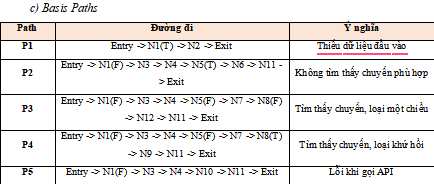 c) Basis Paths
Path Đường đi Ý nghĩa
P1 Entry -> N1(T) -> N2 -> Exit Thiếu dữ liệu đầu vào
P2 Entry -> N1(F) -> N3 -> N4 -> N5(T) -> N6 -> N11 -
> Exit Không tìm thấy chuyến phù hợp
P3 Entry -> N1(F) -> N3 -> N4 -> N5(F) -> N7 -> N8(F)
-> N12 -> N11 -> Exit Tìm thấy chuyến, loại một chiều
P4 Entry -> N1(F) -> N3 -> N4 -> N5(F) -> N7 -> N8(T)
-> N9 -> N11 -> Exit Tìm thấy chuyến, loại khứ hồi
P5 Entry -> N1(F) -> N3 -> N4 -> N10 -> N11 -> Exit Lỗi khi gọi API